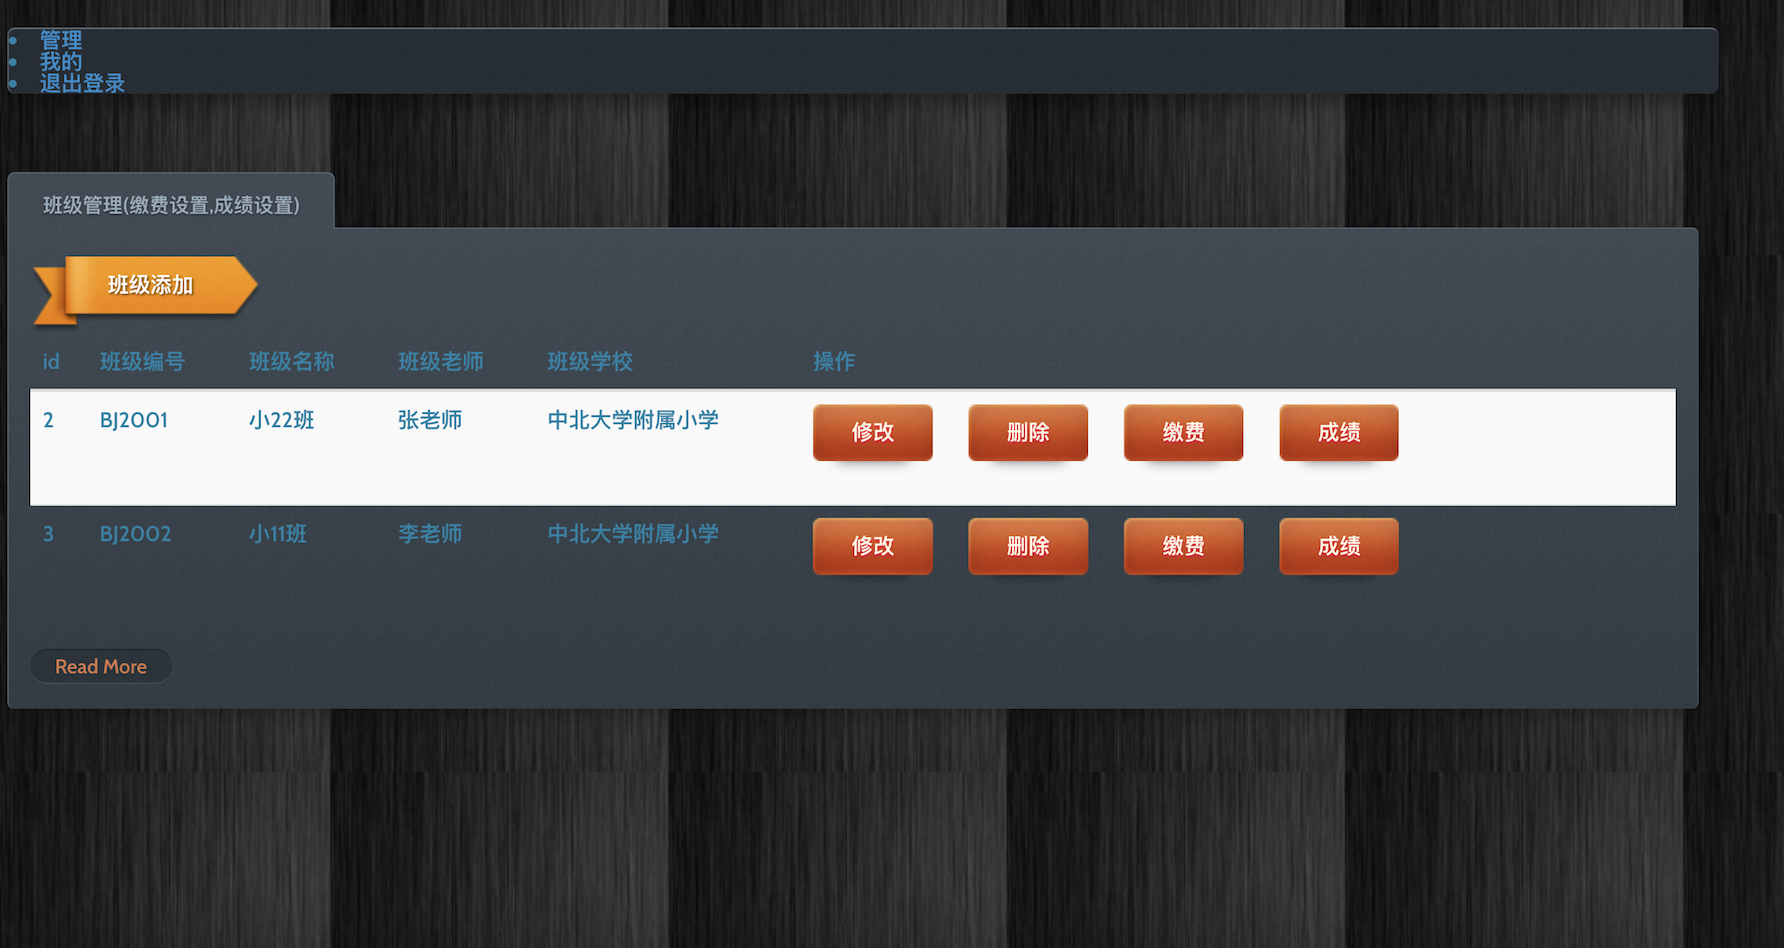 管理
我的
退出登录
班级管理(缴费设置,成绩设置)
班级添加
id 班级编号 班级名称 班级老师 班级学校 操作
2 BJ2001 小22班 张老师 中北大学附属小学 修改 删除 缴费 成绩
3 BJ2002 小11班 李老师 中北大学附属小学 修改 删除 缴费 成绩
Read More